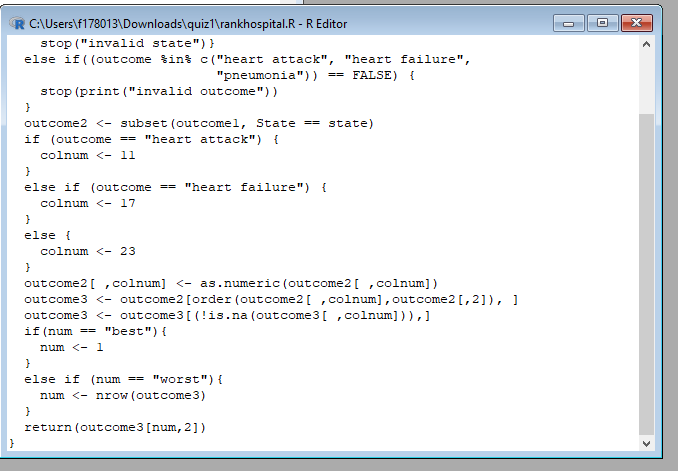 C:\Users\f178013\Downloads\quiz1\rankhospital.R - R Editor
    stop("invalid state")}
  else if((outcome %in% c("heart attack", "heart failure",
                          "pneumonia")) == FALSE) {
    stop(print("invalid outcome"))
  }
  outcome2 <- subset(outcome1, State == state)
  if (outcome == "heart attack") {
    colnum <- 11
  }
  else if (outcome == "heart failure") {
    colnum <- 17
  }
  else {
    colnum <- 23
  }
  outcome2[ ,colnum] <- as.numeric(outcome2[ ,colnum])
  outcome3 <- outcome2[order(outcome2[ ,colnum],outcome2[,2]), ]
  outcome3 <- outcome3[(!is.na(outcome3[ ,colnum])),]
  if(num == "best"){
    num <- 1
  }
  else if (num == "worst"){
    num <- nrow(outcome3)
  }
  return(outcome3[num,2])
}